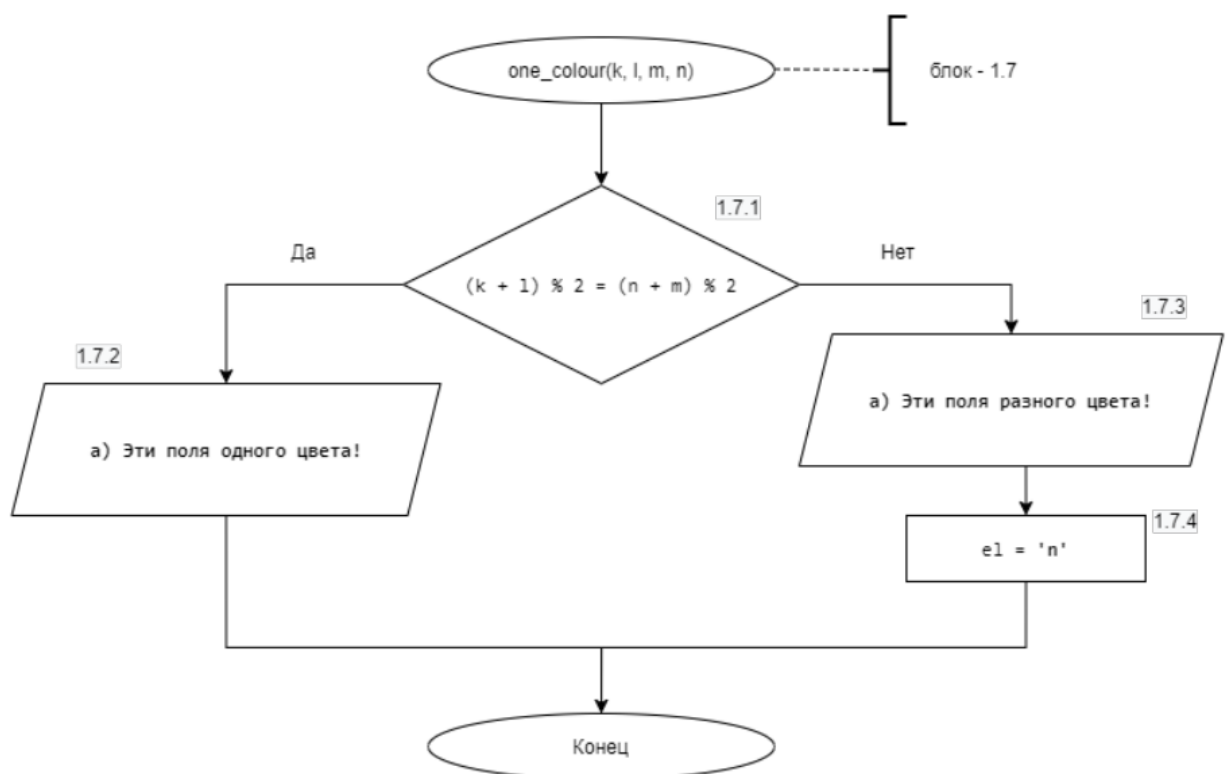 one_colour(k, l, m, n)
блок - 1.7
1.7.1
Да
Нет
(k + l) % 2 = (n + m) % 2
1.7.3
1.7.2
а) Эти поля разного цвета!
а) Эти поля одного цвета!
1.7.4
el = 'n'
Конец